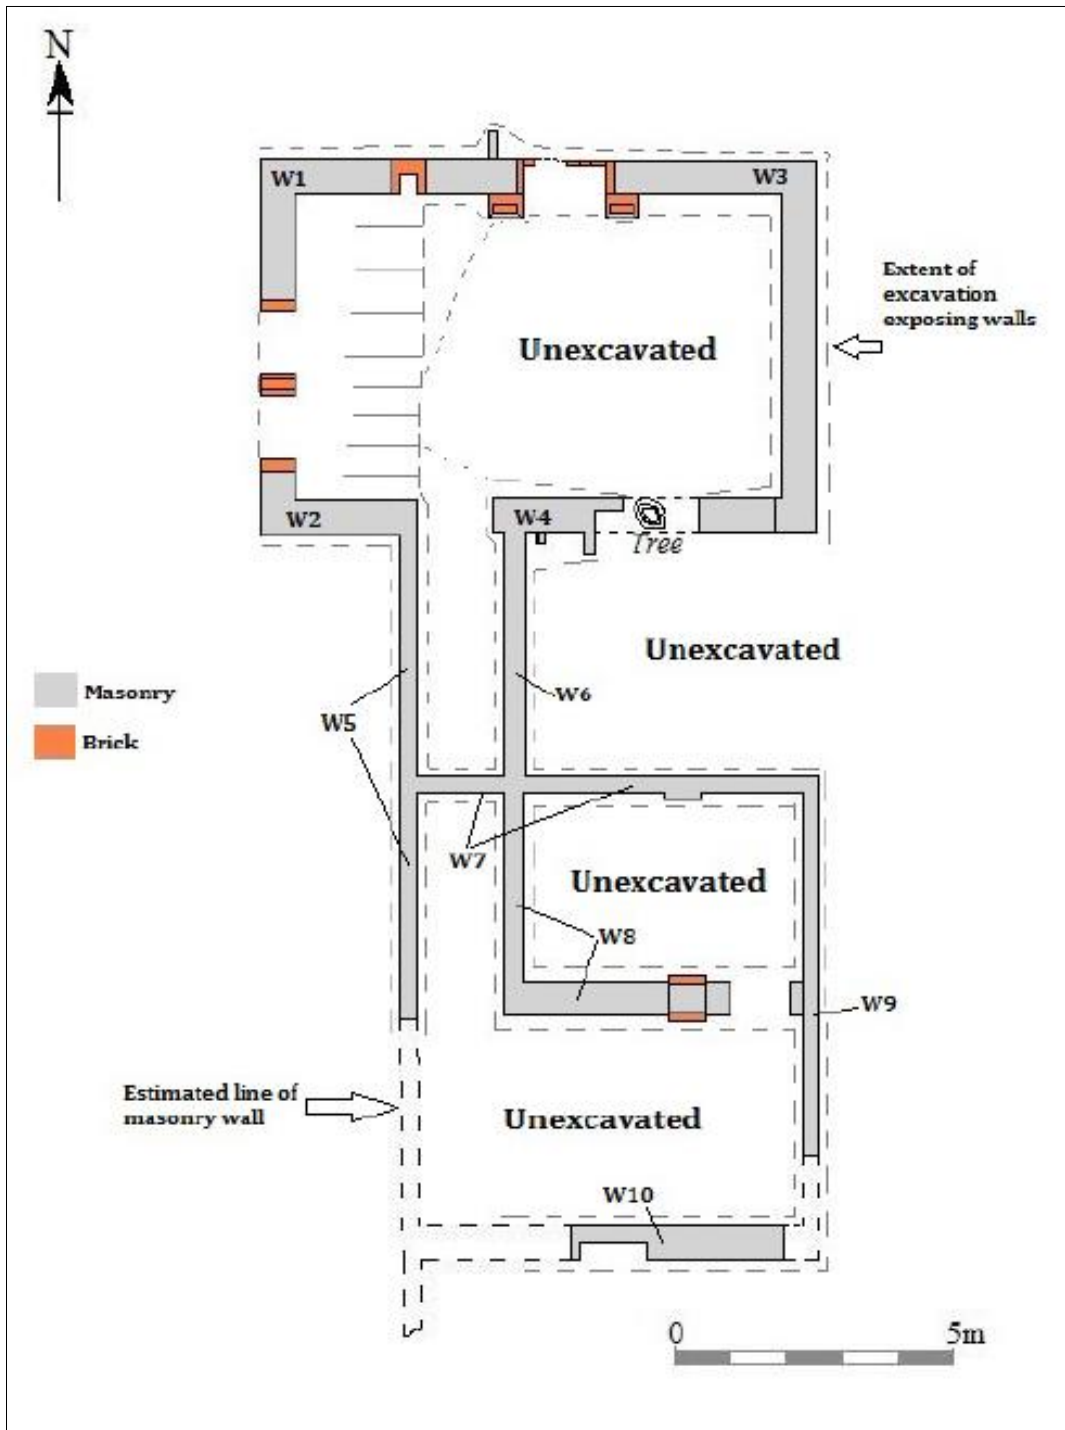 N
W1
W3
Extent of
excavation
exposing walls
Unexcavated
W2
W4
Tree
Unexcavated
Masonry
W6
W5
Brick
W7
Unexcavated
W8
W9
Estimated line of
masonry wall
Unexcavated
W10
0 5m